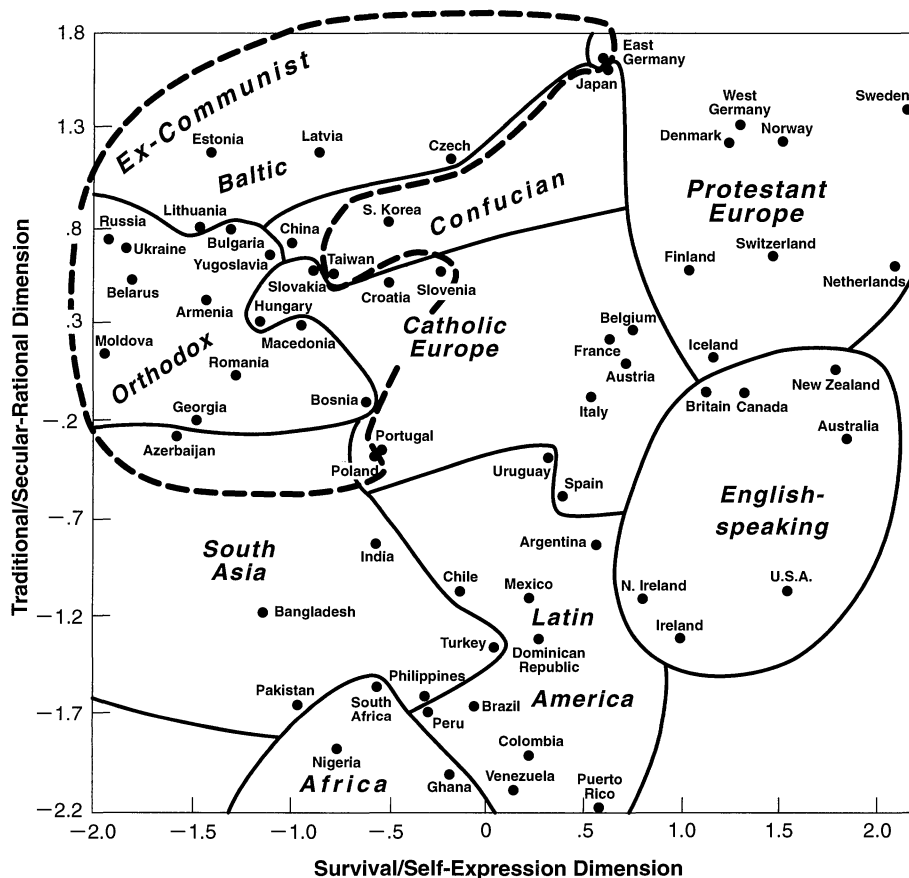 1.8
1.3
.8
.3
−.2
−.7
−1.2
−1.7
−2.2
Traditional/Secular-Rational Dimension
−2.0
−1.5
−1.0
−.5
0
.5
1.0
1.5
2.0
Survival/Self-Expression Dimension
Ex-Communist
Baltic
Confucian
Protestant
Europe
Catholic
Europe
Orthodox
English-
speaking
South
Asia
Latin
America
Africa
East
Germany
Japan
West
Germany
Sweden
Denmark
Norway
Estonia
Latvia
Czech
Lithuania
Bulgaria
China
S. Korea
Russia
Ukraine
Yugoslavia
Taiwan
Slovakia
Croatia
Slovenia
Finland
Switzerland
Netherlands
Belarus
Armenia
Hungary
Macedonia
Belgium
France
Austria
Iceland
Moldova
Romania
Bosnia
Italy
Britain
Canada
New Zealand
Australia
Georgia
Azerbaijan
Portugal
Poland
Uruguay
Spain
India
Argentina
Chile
Mexico
N. Ireland
U.S.A.
Bangladesh
Turkey
Dominican
Republic
Ireland
Pakistan
South
Africa
Philippines
Peru
Brazil
Nigeria
Ghana
Colombia
Venezuela
Puerto
Rico